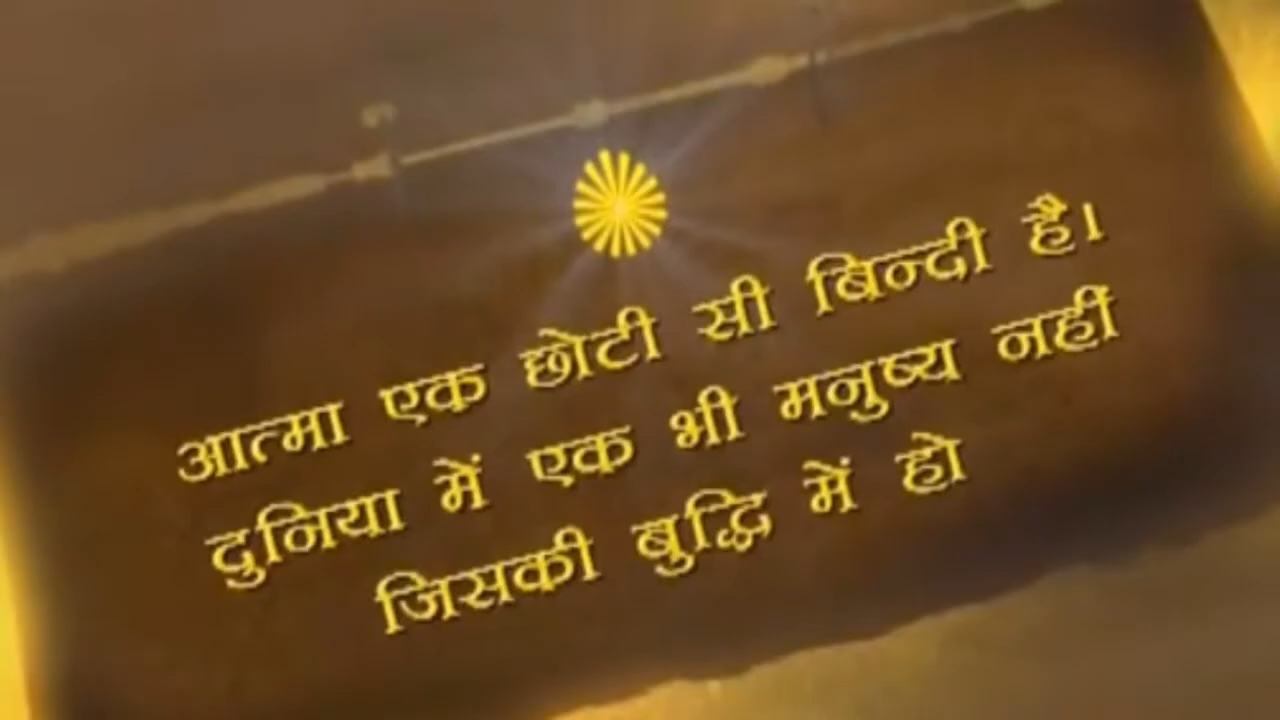 आत्मा एक छोटी सी बिन्दी है।
दुनिया में एक भी मनुष्य नहीं
जिसकी बुद्धि में हो